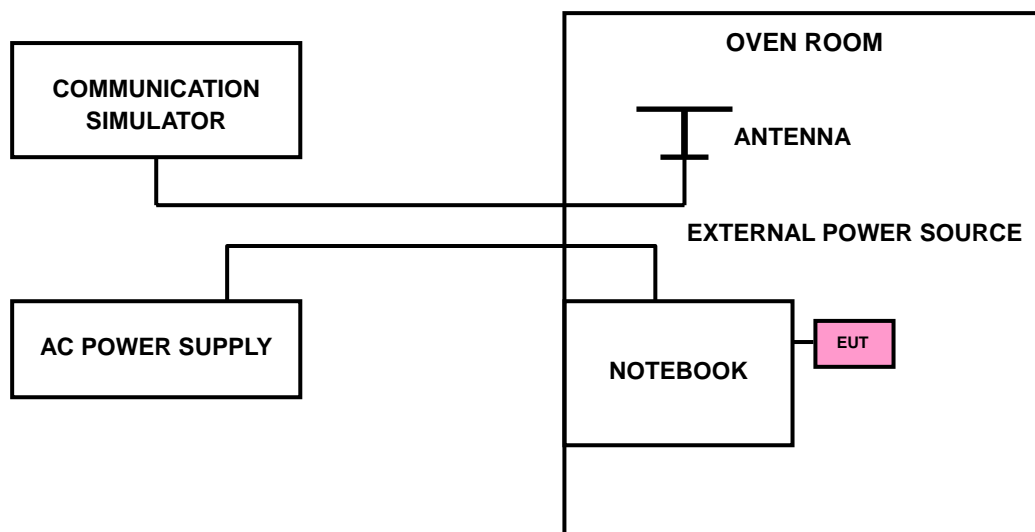 OVEN ROOM
COMMUNICATION
SIMULATOR
ANTENNA
EXTERNAL POWER SOURCE
AC POWER SUPPLY
NOTEBOOK
EUT